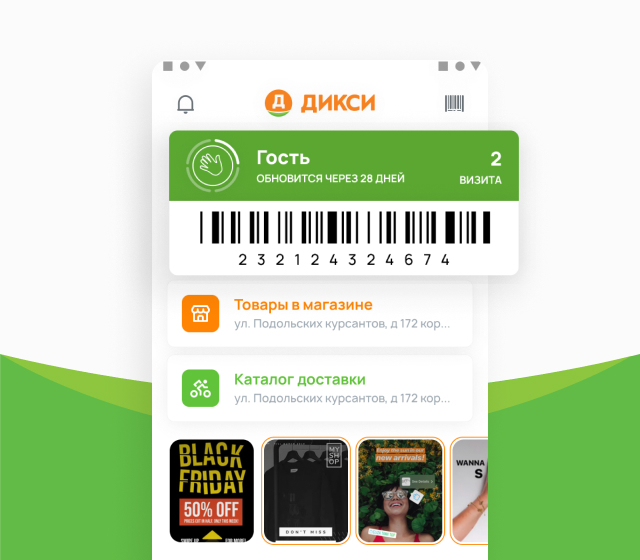 ДИКСИ
Гость
2
ОБНОВИТСЯ ЧЕРЕЗ 28 ДНЕЙ
ВИЗИТА
2 3 2 1 2 4 3 2 4 6 7 4
Товары в магазине
ул. Подольских курсантов, д 172 кор...
Каталог доставки
ул. Подольских курсантов, д 172 кор...
BLACK
FRIDAY
50% OFF
MY
SHOP
DON'T MISS
new arrivals!
WANNA
S